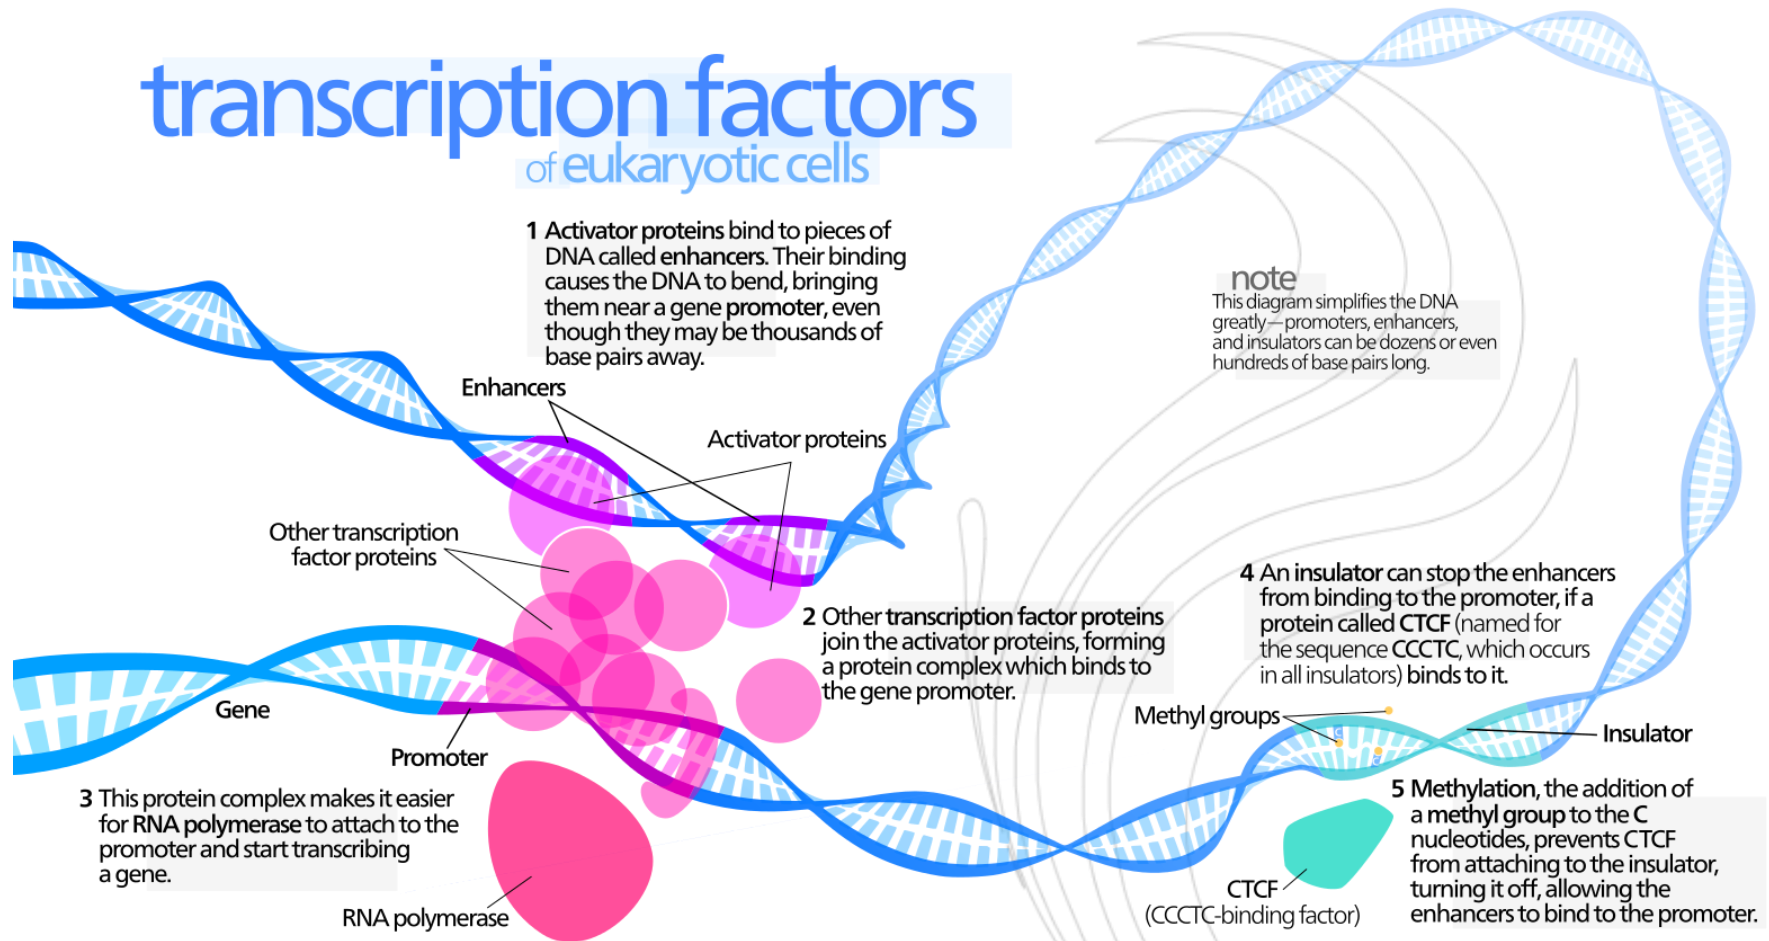 transcription factors
of eukaryotic cells
1 Activator proteins bind to pieces of
DNA called enhancers. Their binding
causes the DNA to bend, bringing
them near a gene promoter, even
though they may be thousands of
base pairs away.
Enhancers
Activator proteins
Other transcription
factor proteins
note
This diagram simplifies the DNA
greatly—promoters, enhancers,
and insulators can be dozens or even
hundreds of base pairs long.
2 Other transcription factor proteins
join the activator proteins, forming
a protein complex which binds to
the gene promoter.
4 An insulator can stop the enhancers
from binding to the promoter, if a
protein called CTCF (named for
the sequence CCCTC, which occurs
in all insulators) binds to it.
Gene
Promoter
Methyl groups
C
Insulator
3 This protein complex makes it easier
for RNA polymerase to attach to the
promoter and start transcribing
a gene.
RNA polymerase
CTCF
(CCCTC-binding factor)
5 Methylation, the addition of
a methyl group to the C
nucleotides, prevents CTCF
from attaching to the insulator,
turning it off, allowing the
enhancers to bind to the promoter.